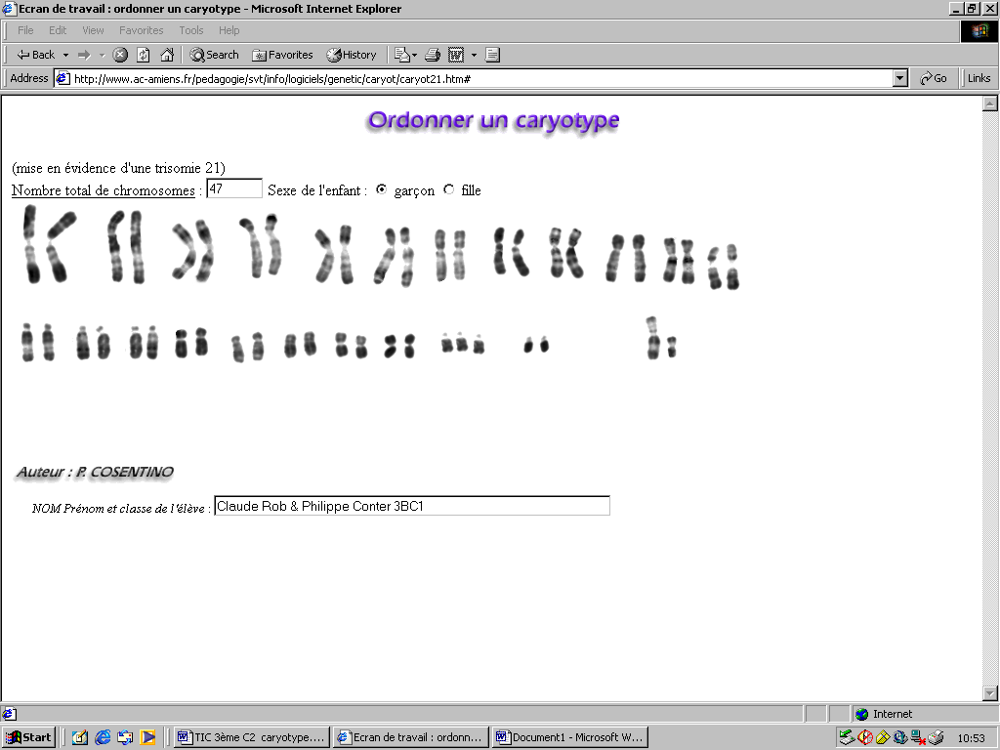 Ecran de travail : ordonner un caryotype - Microsoft Internet Explorer
File Edit View Favorites Tools Help
Back Search Favorites History
Address http://www.ac-amiens.fr/pedagogie/svt/info/logiciels/genetic/caryot/caryot21.htm# Go Links
Ordonner un caryotype
(mise en évidence d'une trisomie 21)
Nombre total de chromosomes : 47 Sexe de l'enfant : garçon fille
Auteur : P. COSENTINO
NOM Prénom et classe de l'élève : Claude Rob & Philippe Conter 3BC1
Internet
Start TIC 3ème C2 caryotype.... Ecran de travail : ordonn... Document1 - Microsoft W... 10:53